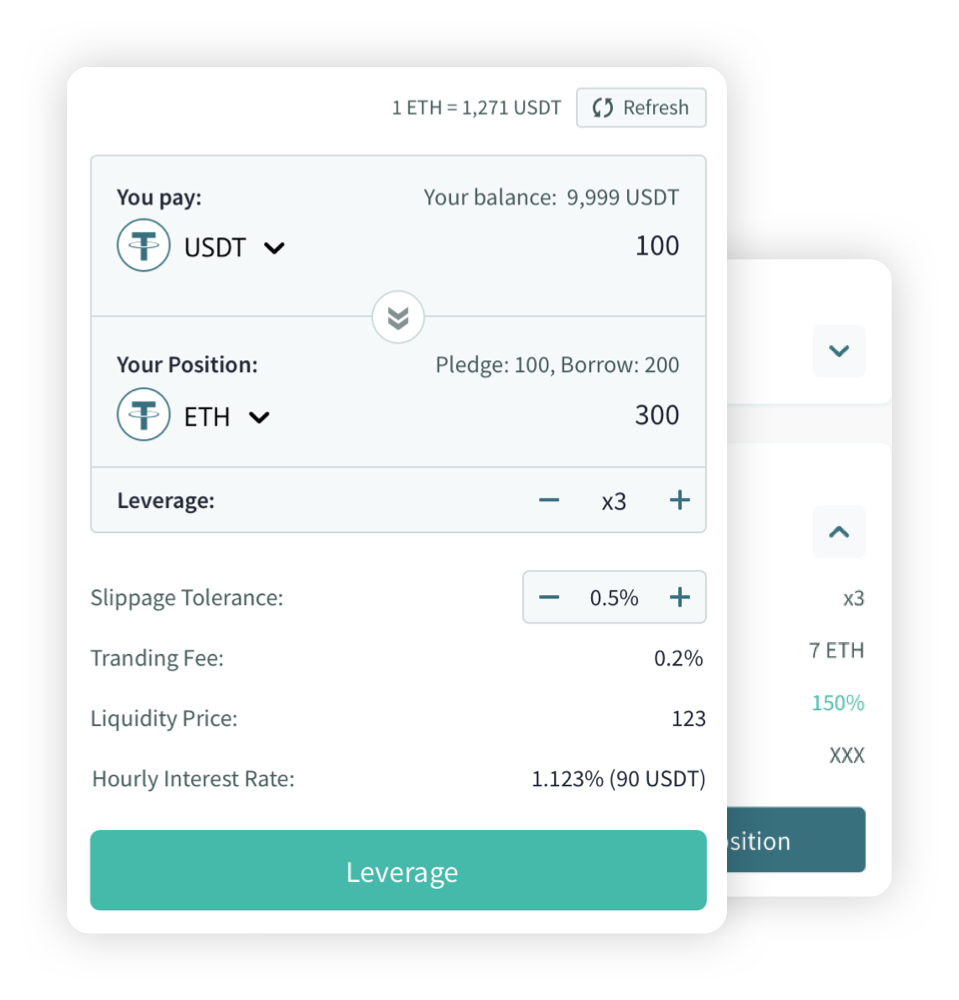 1 ETH = 1,271 USDT Refresh
You pay: Your balance: 9,999 USDT
USDT 100
Your Position: Pledge: 100, Borrow: 200
ETH 300
Leverage: − x3 +
Slippage Tolerance: − 0.5% +
Tranding Fee: 0.2%
Liquidity Price: 123
Hourly Interest Rate: 1.123% (90 USDT)
Leverage
x3
7 ETH
150%
XXX
sition